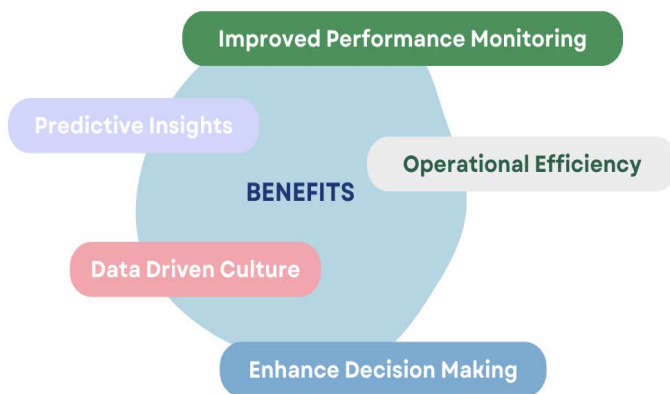 Improved Performance Monitoring
Predictive Insights
Operational Efficiency
BENEFITS
Data Driven Culture
Enhance Decision Making